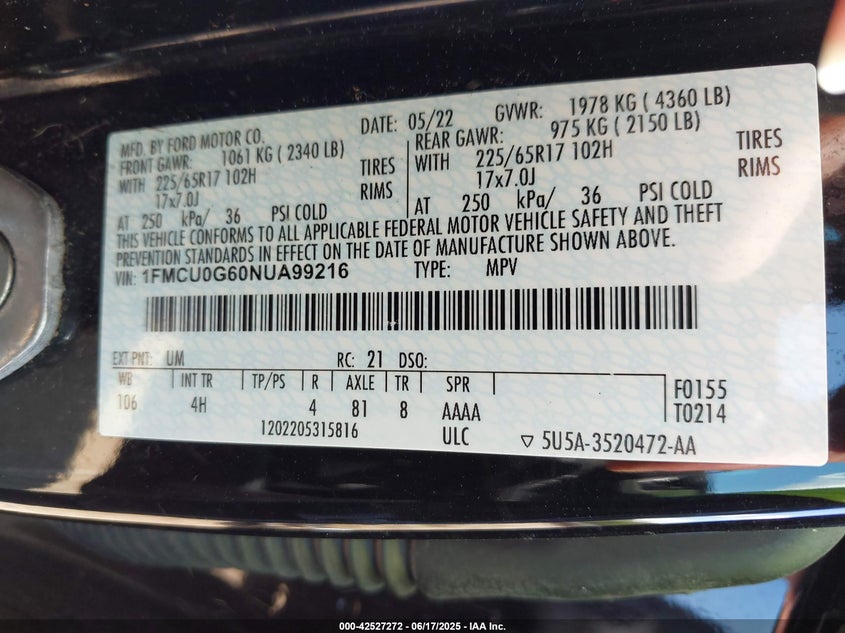 MFD. BY FORD MOTOR CO. DATE: 05/22 GVWR: 1978 KG ( 4360 LB)
FRONT GAWR: 1061 KG ( 2340 LB) REAR GAWR: 975 KG ( 2150 LB)
WITH 225/65R17 102H TIRES WITH 225/65R17 102H TIRES
17x7.0J RIMS 17x7.0J RIMS
AT 250 kPa/ 36 PSI COLD AT 250 kPa/ 36 PSI COLD
THIS VEHICLE CONFORMS TO ALL APPLICABLE FEDERAL MOTOR VEHICLE SAFETY AND THEFT
PREVENTION STANDARDS IN EFFECT ON THE DATE OF MANUFACTURE SHOWN ABOVE.
VIN: 1FMCU0G60NUA99216 TYPE: MPV
EXT PNT: UM RC: 21 DSO:
WB INT TR TP/PS R AXLE TR SPR F0155
106 4H 4 81 8 AAAA T0214
1202205315816 ULC ▽ 5U5A-3520472-AA
000-42527272 / 06/17/2025 - IAA Inc.